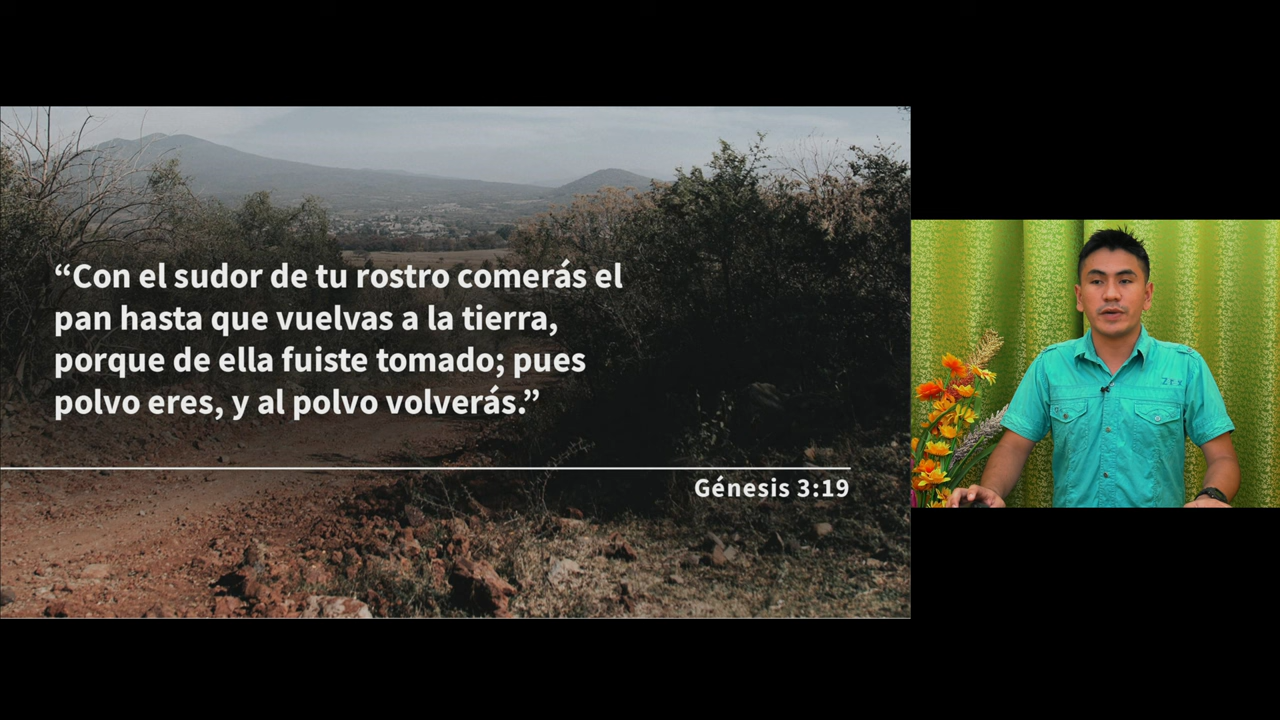 “Con el sudor de tu rostro comerás el
pan hasta que vuelvas a la tierra,
porque de ella fuiste tomado; pues
polvo eres, y al polvo volverás.”
Génesis 3:19